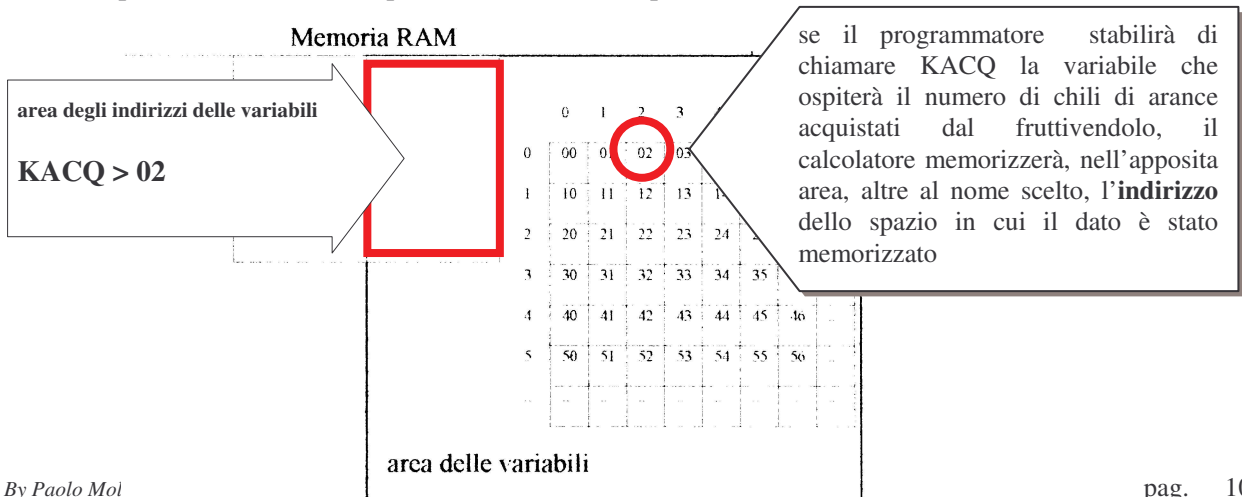 Memoria RAM
area degli indirizzi delle variabili
KACQ > 02
se il programmatore stabilirà di
chiamare KACQ la variabile che
ospiterà il numero di chili di arance
acquistati dal fruttivendolo, il
calcolatore memorizzerà, nell'apposita
area, altre al nome scelto, l'indirizzo
dello spazio in cui il dato è stato
memorizzato
0 1 2 3
0 00 01 02 03
1 10 11 12 13
2 20 21 22 23 24
3 30 31 32 33 34 35
4 40 41 42 43 44 45 46 ..
5 50 51 52 53 54 55 56 ..
area delle variabili
By Paolo Mol
pag. 10